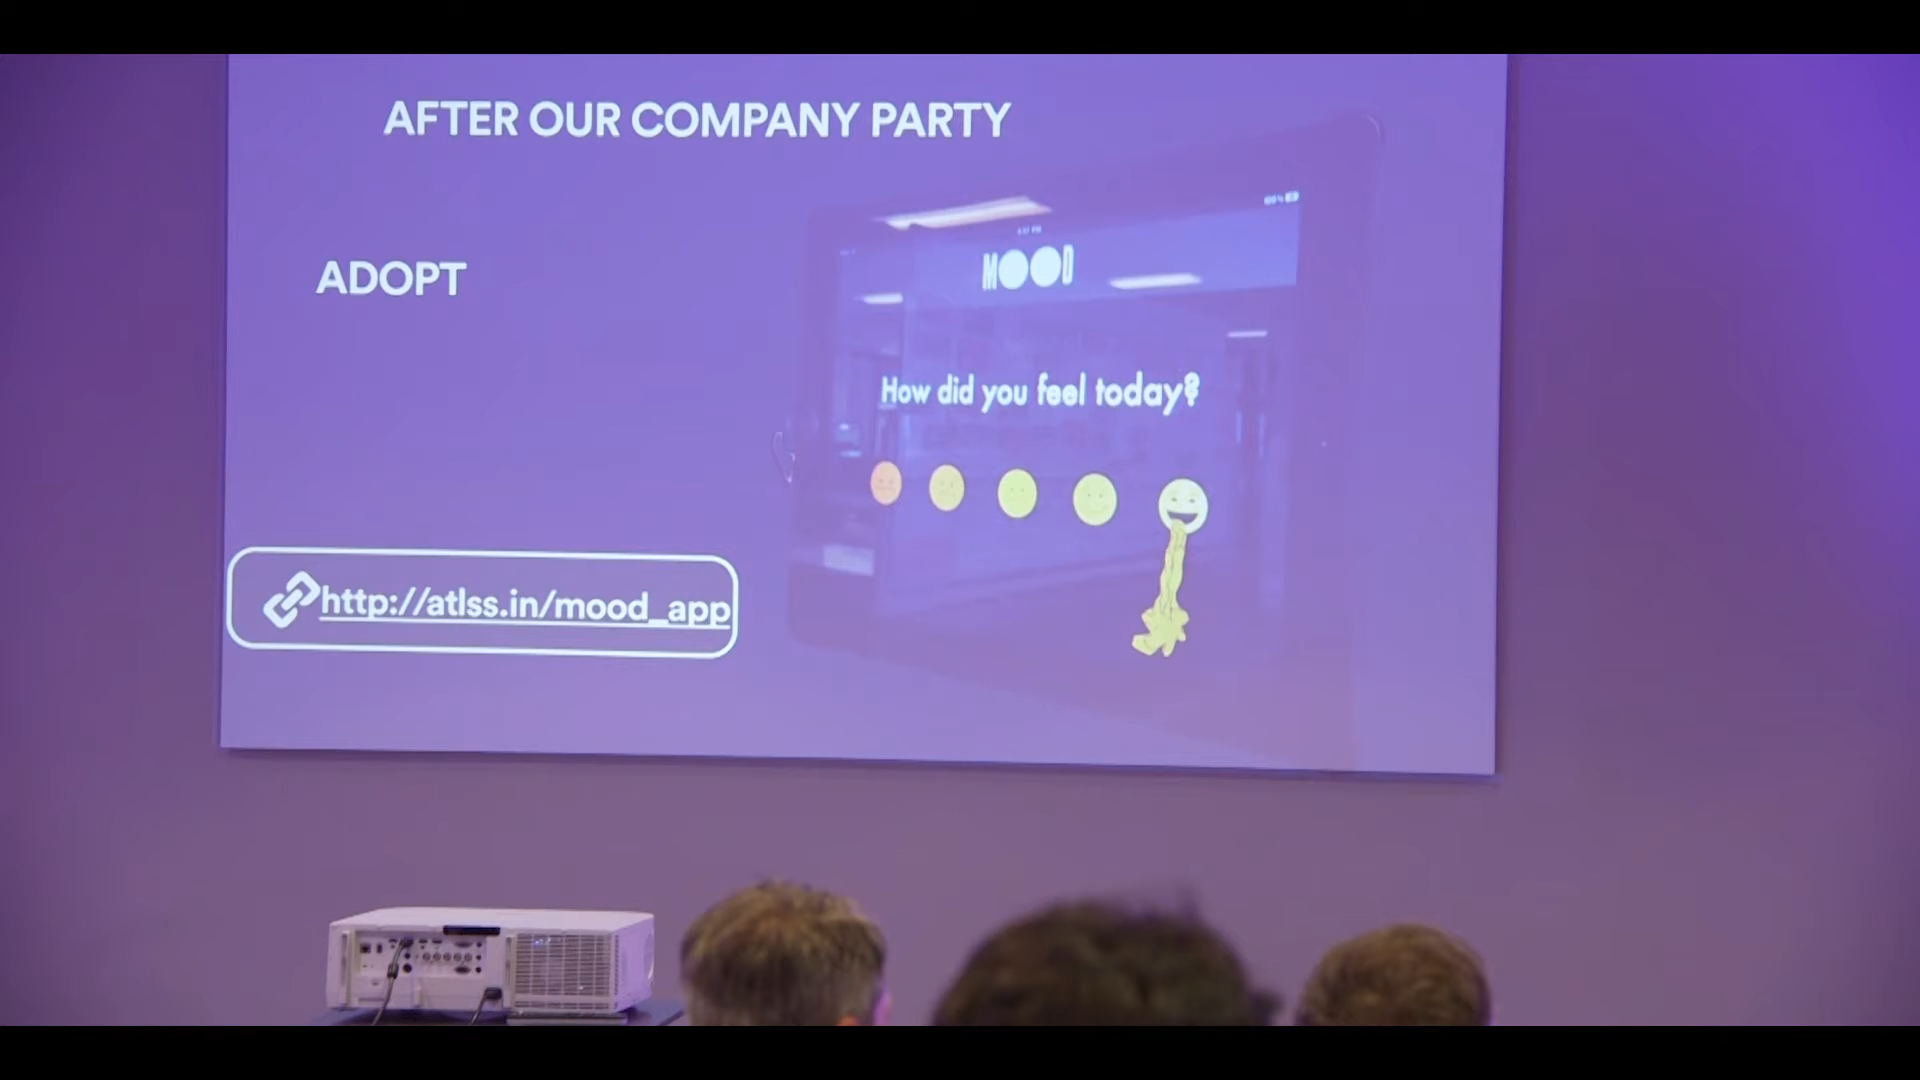 AFTER OUR COMPANY PARTY
MOOD
ADOPT
How did you feel today?
http://atlss.in/mood_app